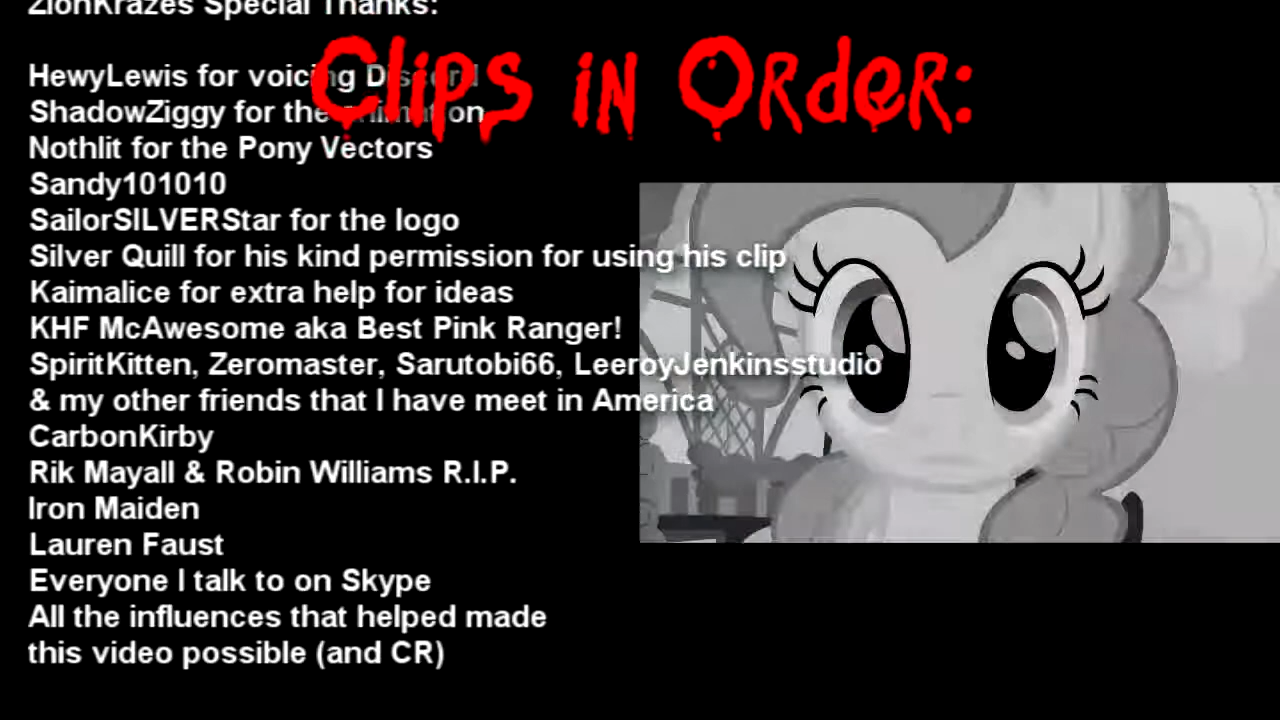 ZionKrazes Special Thanks:
Clips in Order:
HewyLewis for voicing Discord
ShadowZiggy for the animation
Nothlit for the Pony Vectors
Sandy101010
SailorSILVERStar for the logo
Silver Quill for his kind permission for using his clip
Kaimalice for extra help for ideas
KHF McAwesome aka Best Pink Ranger!
SpiritKitten, Zeromaster, Sarutobi66, LeeroyJenkinsstudio
& my other friends that I have meet in America
CarbonKirby
Rik Mayall & Robin Williams R.I.P.
Iron Maiden
Lauren Faust
Everyone I talk to on Skype
All the influences that helped made
this video possible (and CR)